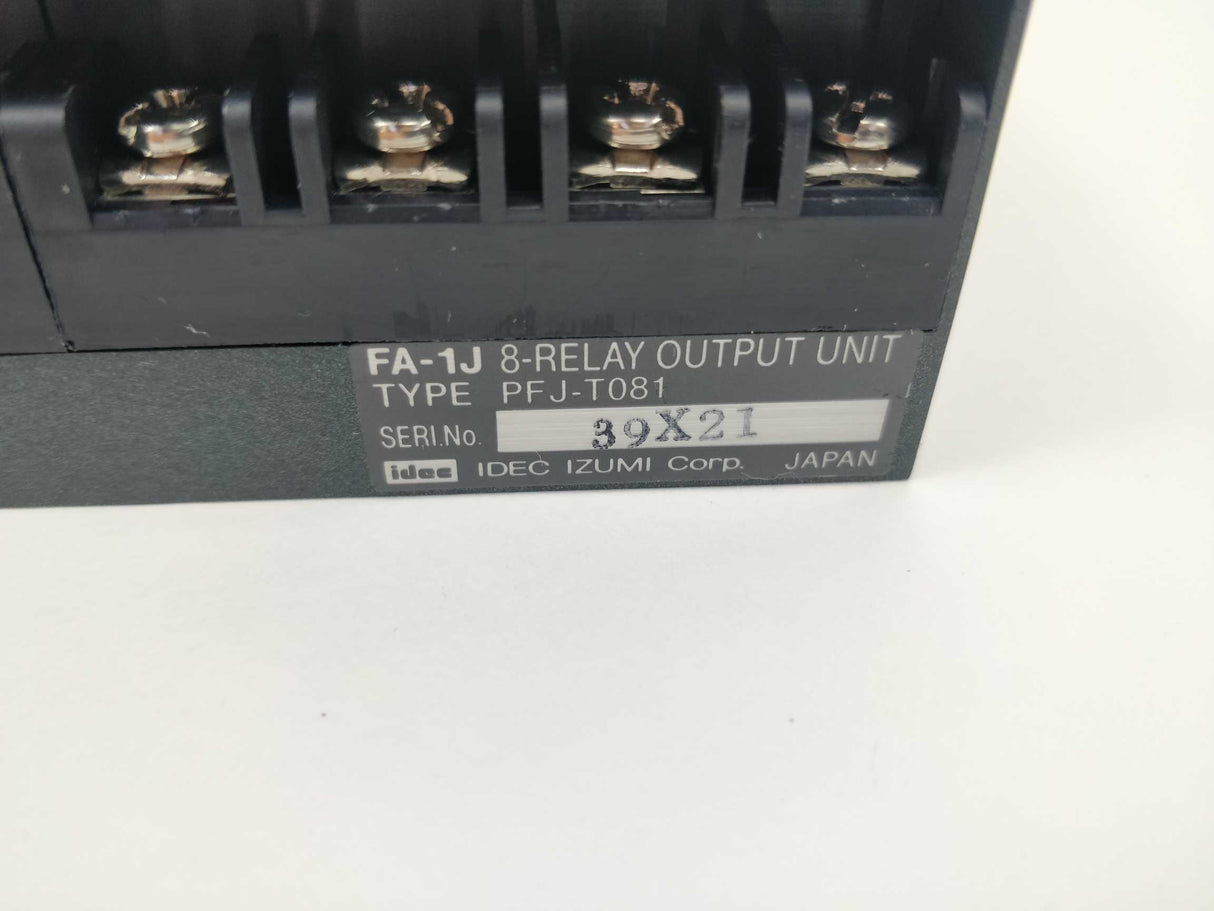 FA-1J 8-RELAY OUTPUT UNIT
TYPE PFJ-T081
SERI.No. 39X21
idec IDEC IZUMI Corp. JAPAN